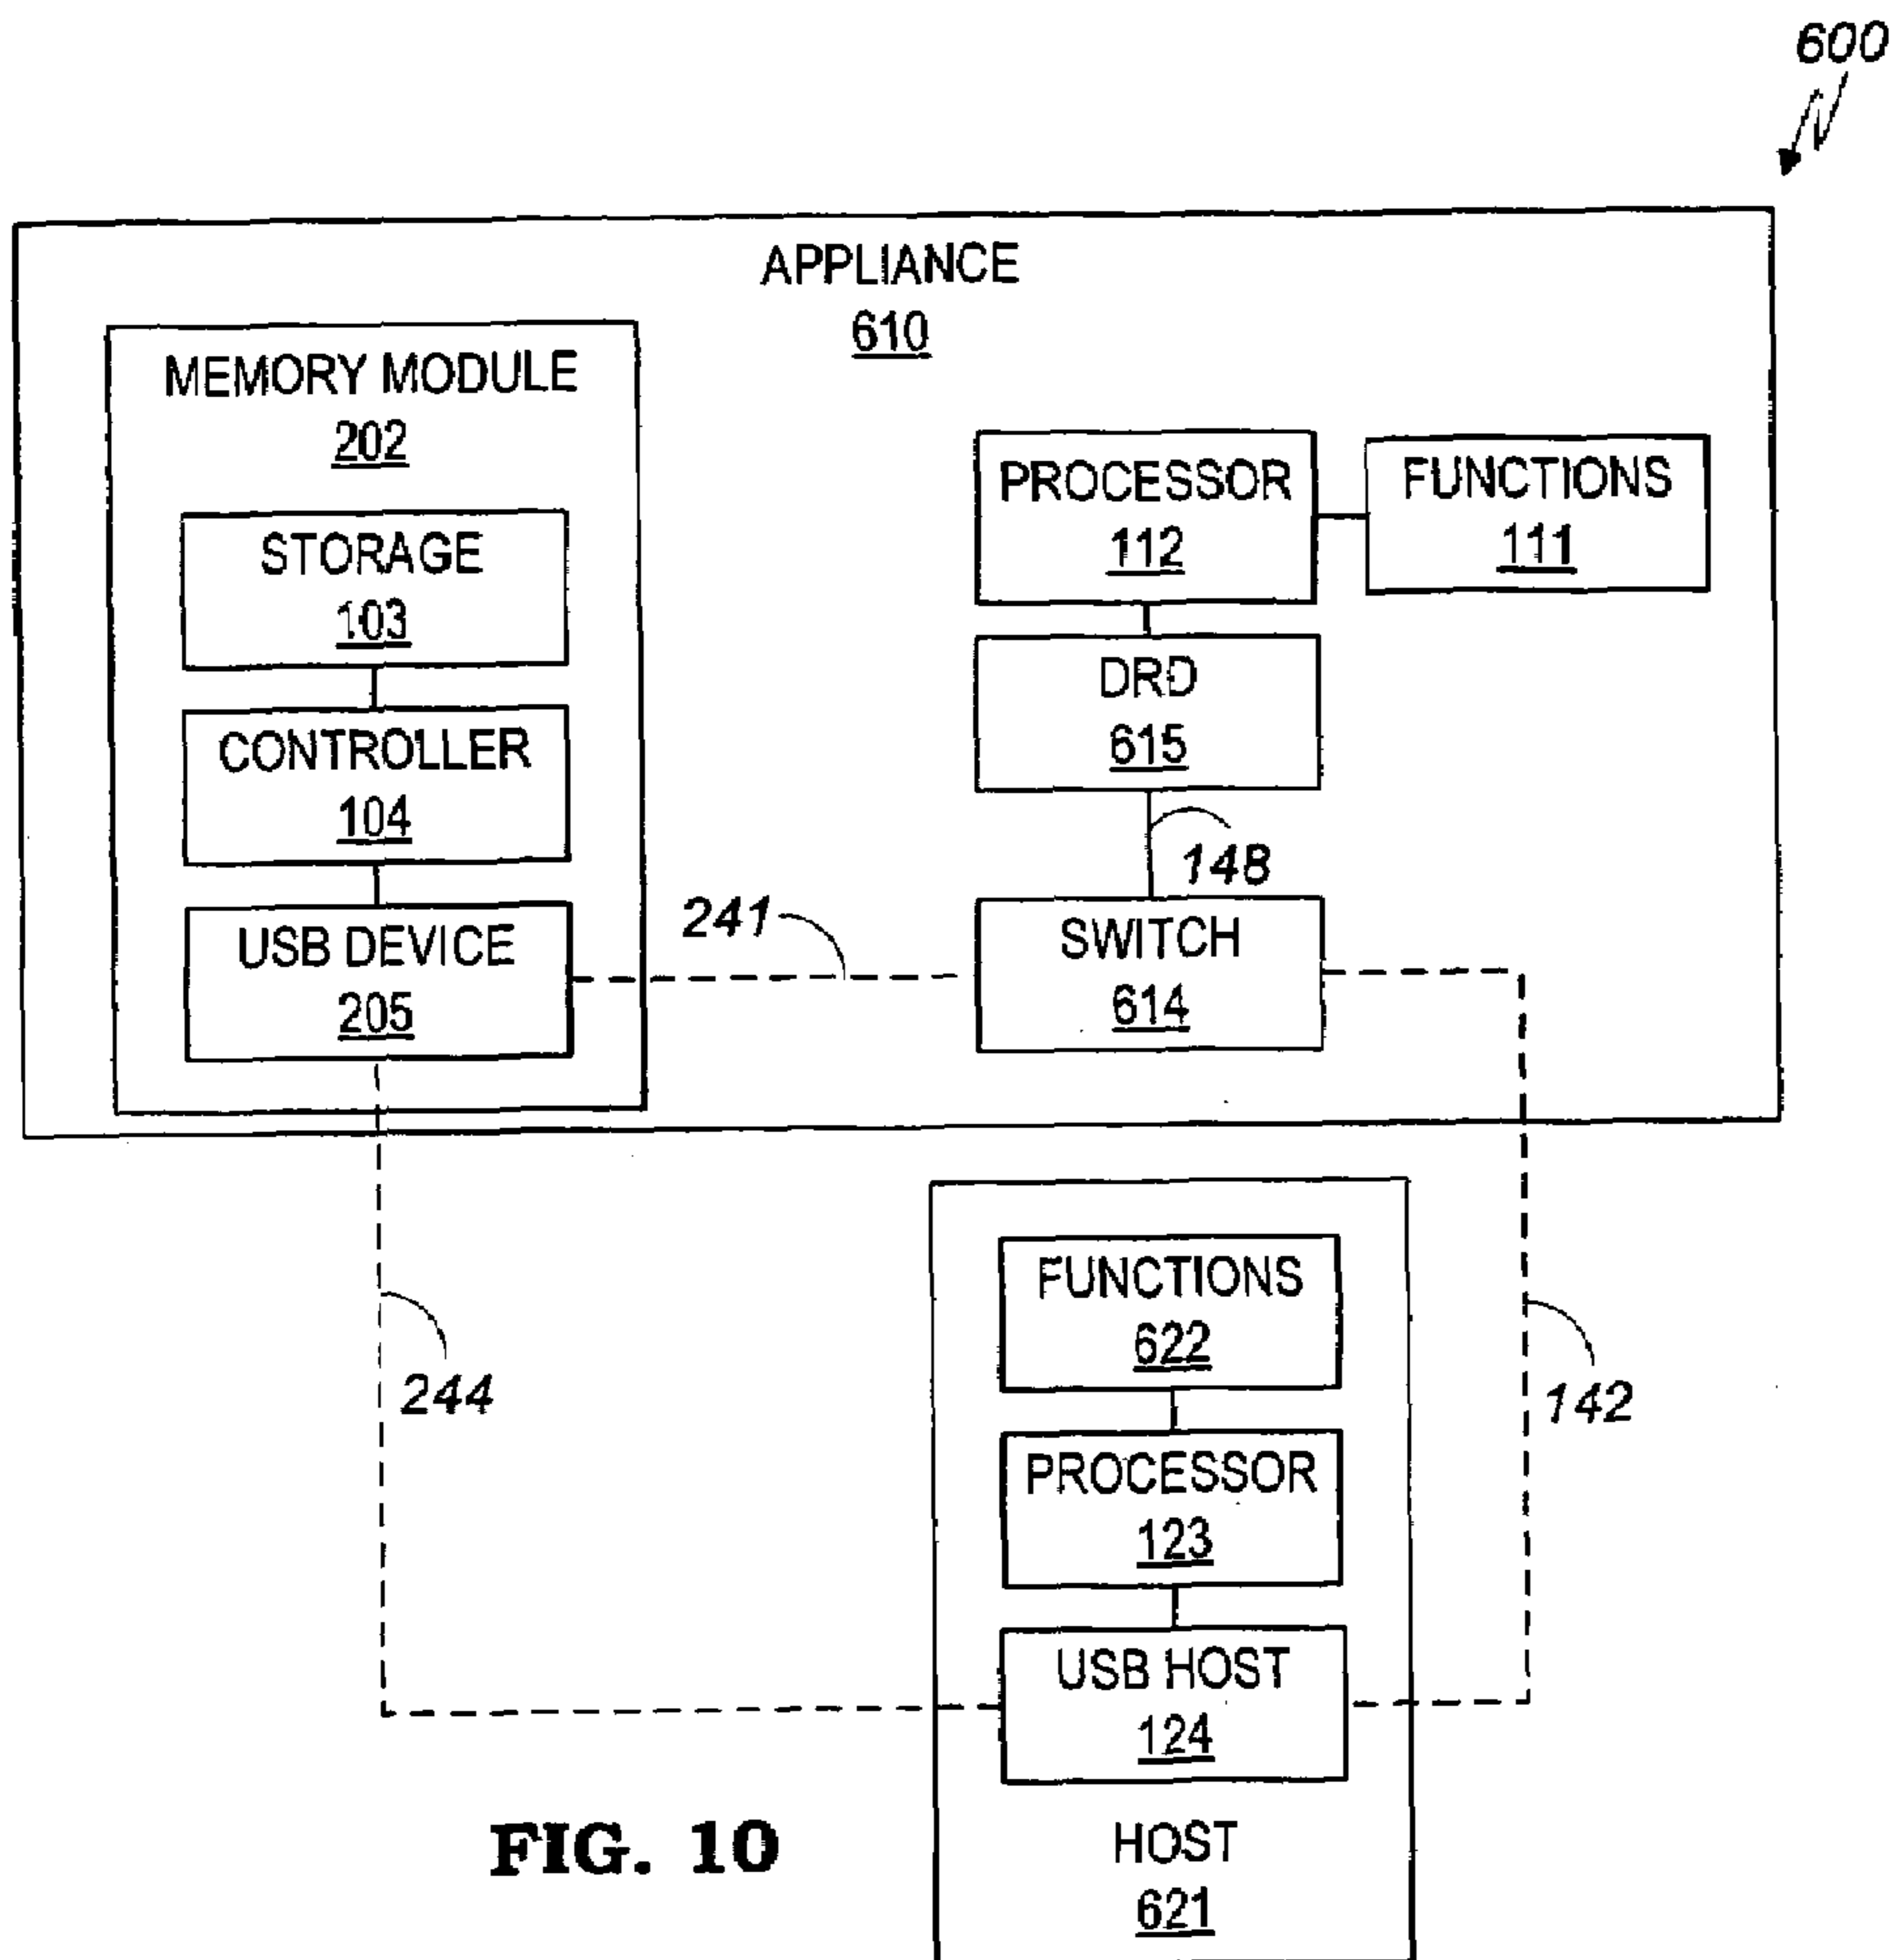 600
APPLIANCE
610
MEMORY MODULE
202
STORAGE
103
CONTROLLER
104
USB DEVICE
205
PROCESSOR
112
FUNCTIONS
111
DRD
615
148
241
SWITCH
614
244
142
FUNCTIONS
622
PROCESSOR
123
USB HOST
124
HOST
621
FIG. 10